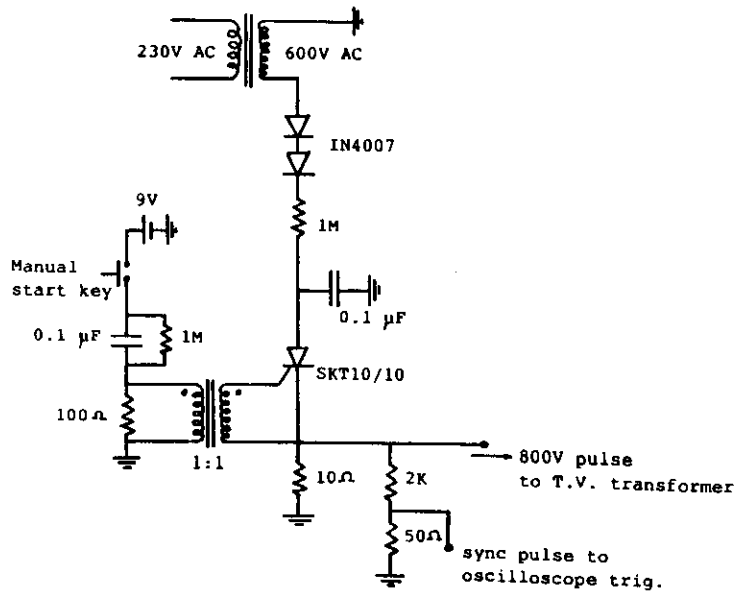 230V AC
600V AC
IN4007
9V
1M
Manual
start key
0.1 μF
0.1 μF
1M
SKT10/10
100Ω
1:1
10Ω
2K
800V pulse
to T.V. transformer
50Ω
sync pulse to
oscilloscope trig.